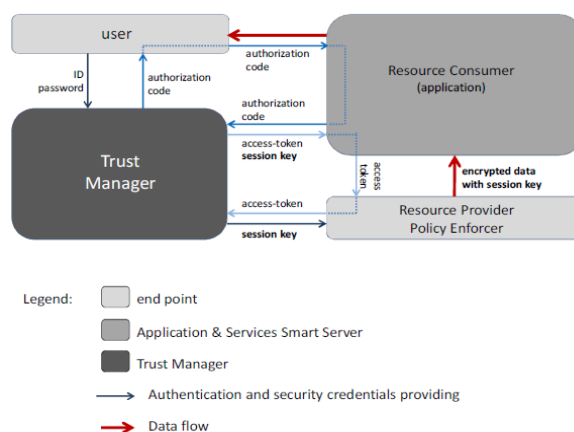 user
Resource Consumer
(application)
ID
password
authorization
code
authorization
code
authorization
code
Trust
Manager
access-token
session key
access
token
encrypted data
with session key
access-token
session key
Resource Provider
Policy Enforcer
Legend:
end point
Application & Services Smart Server
Trust Manager
Authentication and security credentials providing
Data flow